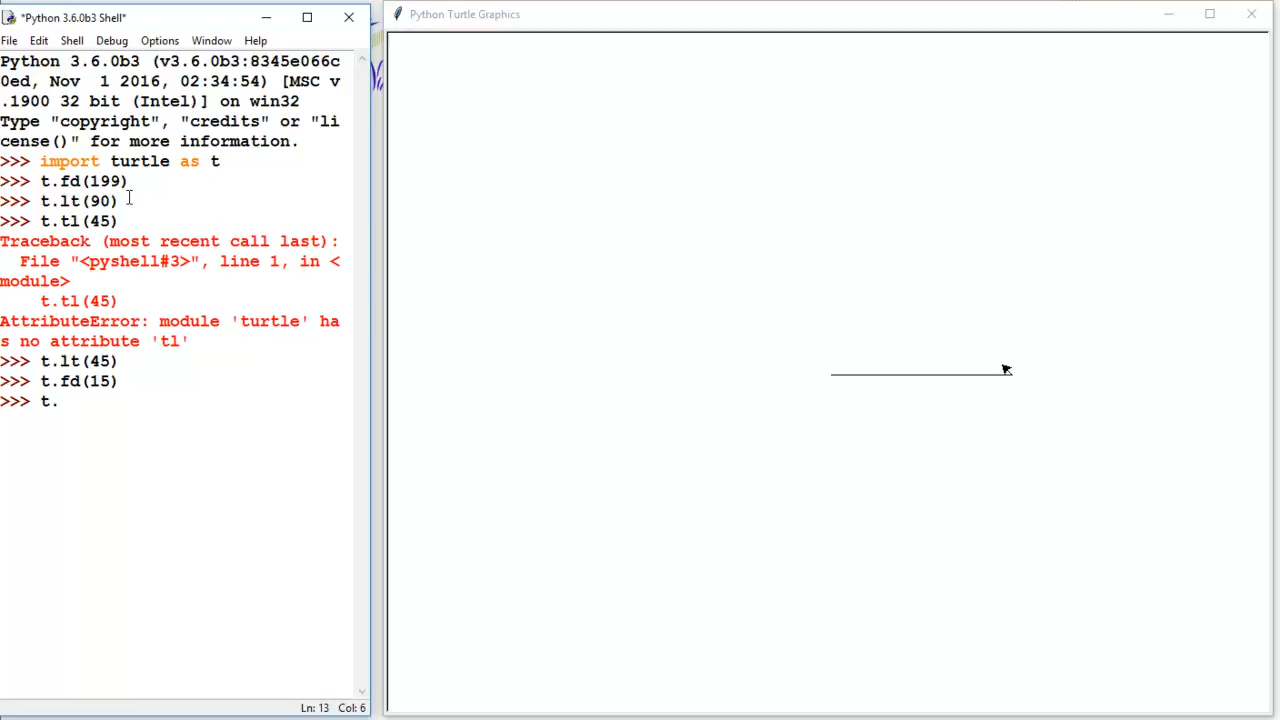 *Python 3.6.0b3 Shell*
File Edit Shell Debug Options Window Help
Python 3.6.0b3 (v3.6.0b3:8345e066c
0ed, Nov  1 2016, 02:34:54) [MSC v
.1900 32 bit (Intel)] on win32
Type "copyright", "credits" or "li
cense()" for more information.
>>> import turtle as t
>>> t.fd(199)
>>> t.lt(90)
>>> t.tl(45)
Traceback (most recent call last):
  File "<pyshell#3>", line 1, in <
module>
    t.tl(45)
AttributeError: module 'turtle' ha
s no attribute 'tl'
>>> t.lt(45)
>>> t.fd(15)
>>> t.
Ln: 13 Col: 6
Python Turtle Graphics